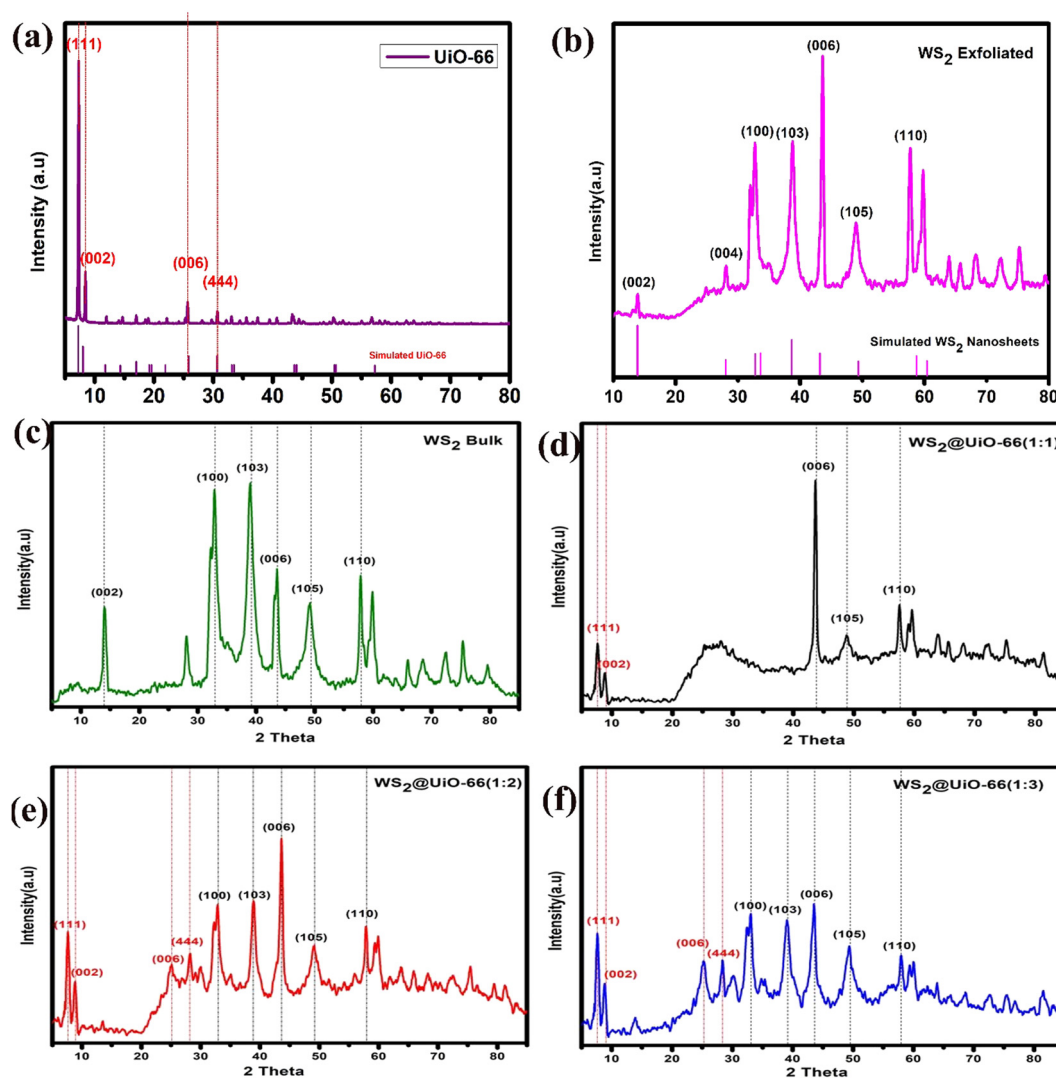 (a)
(111)
UiO-66
(002)
(006)
(444)
Simulated UiO-66
Intensity (a.u)
10 20 30 40 50 60 70 80
(b)
WS2 Exfoliated
(006)
(100)
(103)
(110)
(105)
(004)
(002)
Simulated WS2 Nanosheets
Intensity(a.u)
10 20 30 40 50 60 70 80
(c)
WS2 Bulk
(103)
(100)
(006)
(110)
(105)
(002)
Intensity(a.u)
10 20 30 40 50 60 70 80
2 Theta
(d)
WS2@UiO-66(1:1)
(006)
(110)
(105)
(111)
(002)
Intensity(a.u)
10 20 30 40 50 60 70 80
2 Theta
(e)
WS2@UiO-66(1:2)
(006)
(100)
(103)
(110)
(111)
(444)
(105)
(006)
(002)
Intensity(a.u)
10 20 30 40 50 60 70 80
2 Theta
(f)
WS2@UiO-66(1:3)
(006)
(100)
(103)
(111)
(105)
(006)
(444)
(110)
(002)
Intensity(a.u)
10 20 30 40 50 60 70 80
2 Theta